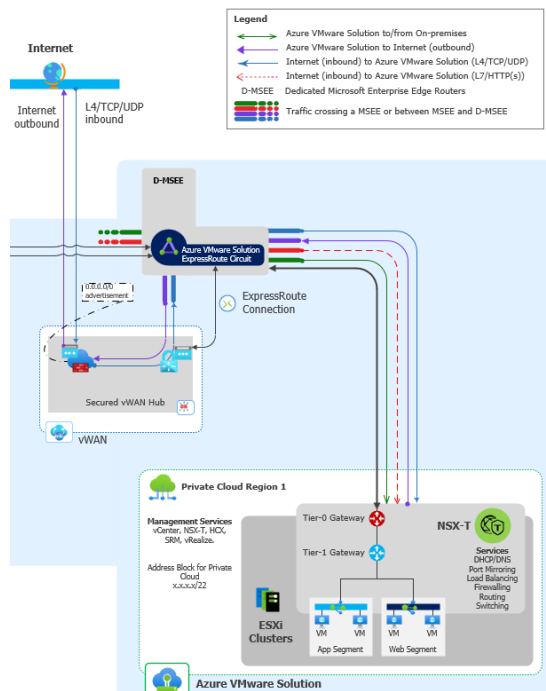 Legend
Azure VMware Solution to/from On-premises
Azure VMware Solution to Internet (outbound)
Internet (inbound) to Azure VMware Solution (L4/TCP/UDP)
Internet (inbound) to Azure VMware Solution (L7/HTTP(s))
D-MSEE Dedicated Microsoft Enterprise Edge Routers
Traffic crossing a MSEE or between MSEE and D-MSEE
Internet
Internet
outbound
L4/TCP/UDP
inbound
D-MSEE
Azure VMware Solution
ExpressRoute Circuit
0.0.0.0/0
advertisement
ExpressRoute
Connection
Secured vWAN Hub
vWAN
Private Cloud Region 1
Management Services
vCenter, NSX-T, HCX,
SRM, vRealize.
Address Block for Private
Cloud
x.x.x.x/22
Tier-0 Gateway
Tier-1 Gateway
NSX-T
Services
DHCP/DNS
Port Mirroring
Load Balancing
Firewalling
Routing
Switching
ESXi
Clusters
VM VM
App Segment
VM VM
Web Segment
Azure VMware Solution